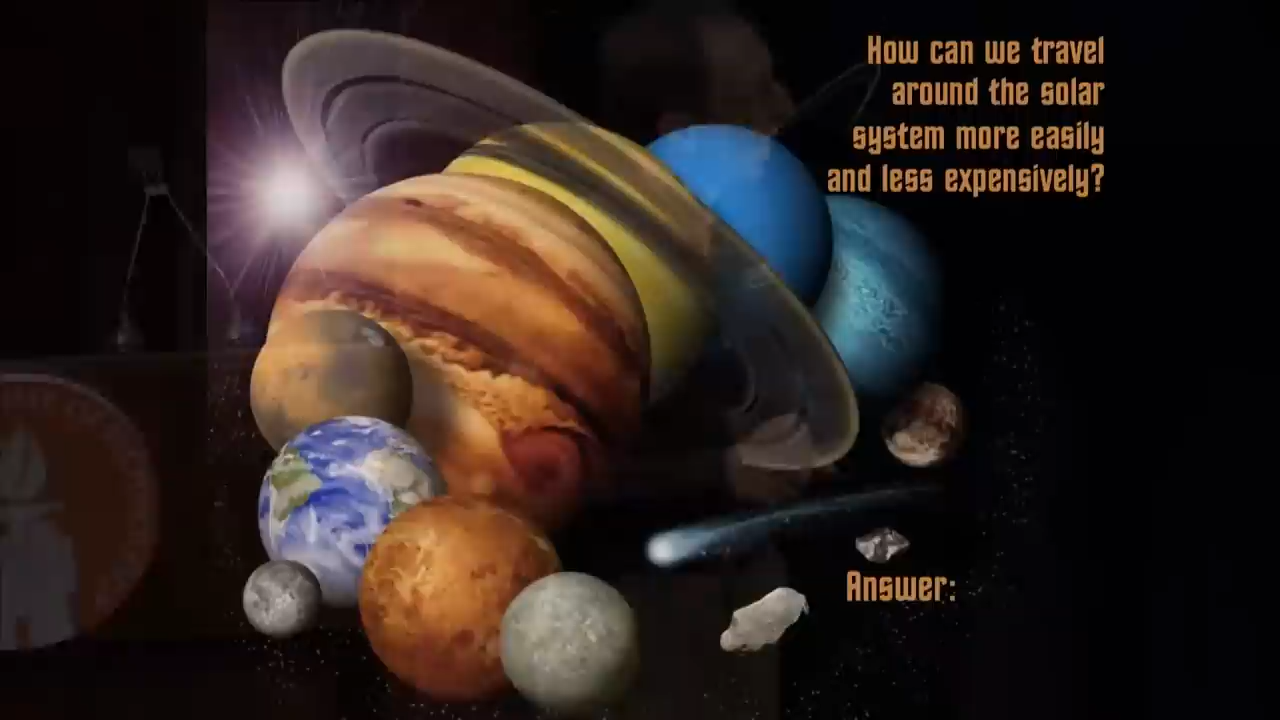 How can we travel
around the solar
system more easily
and less expensively?
Answer: